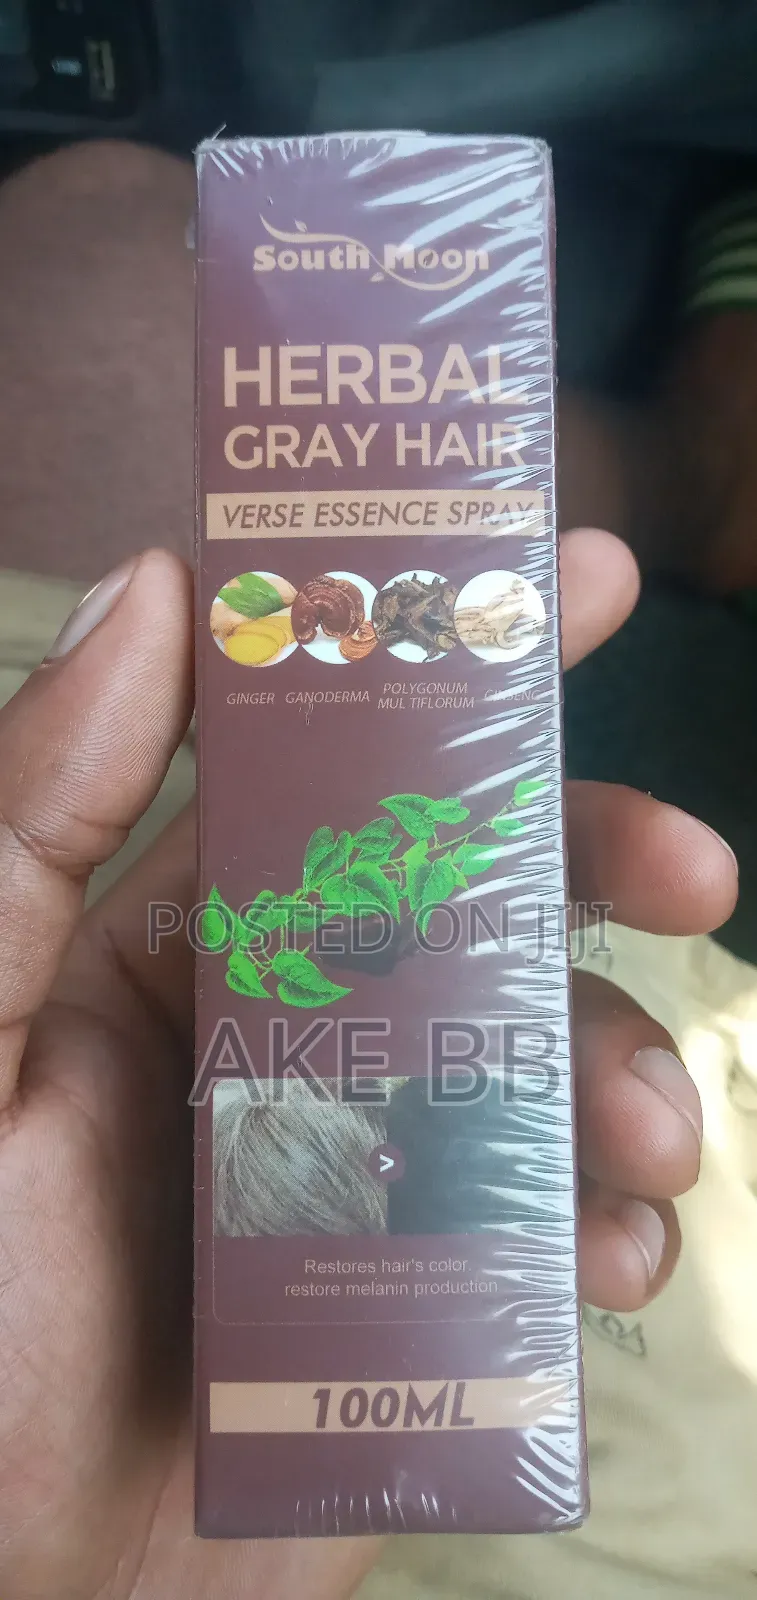 South Moon
HERBAL
GRAY HAIR
VERSE ESSENCE SPRAY
GINGER GANODERMA POLYGONUM MUL TIFLORUM GINSENG
POSTED ON JIJI
AKE BB
>
Restores hair's color.
restore melanin production
100ML